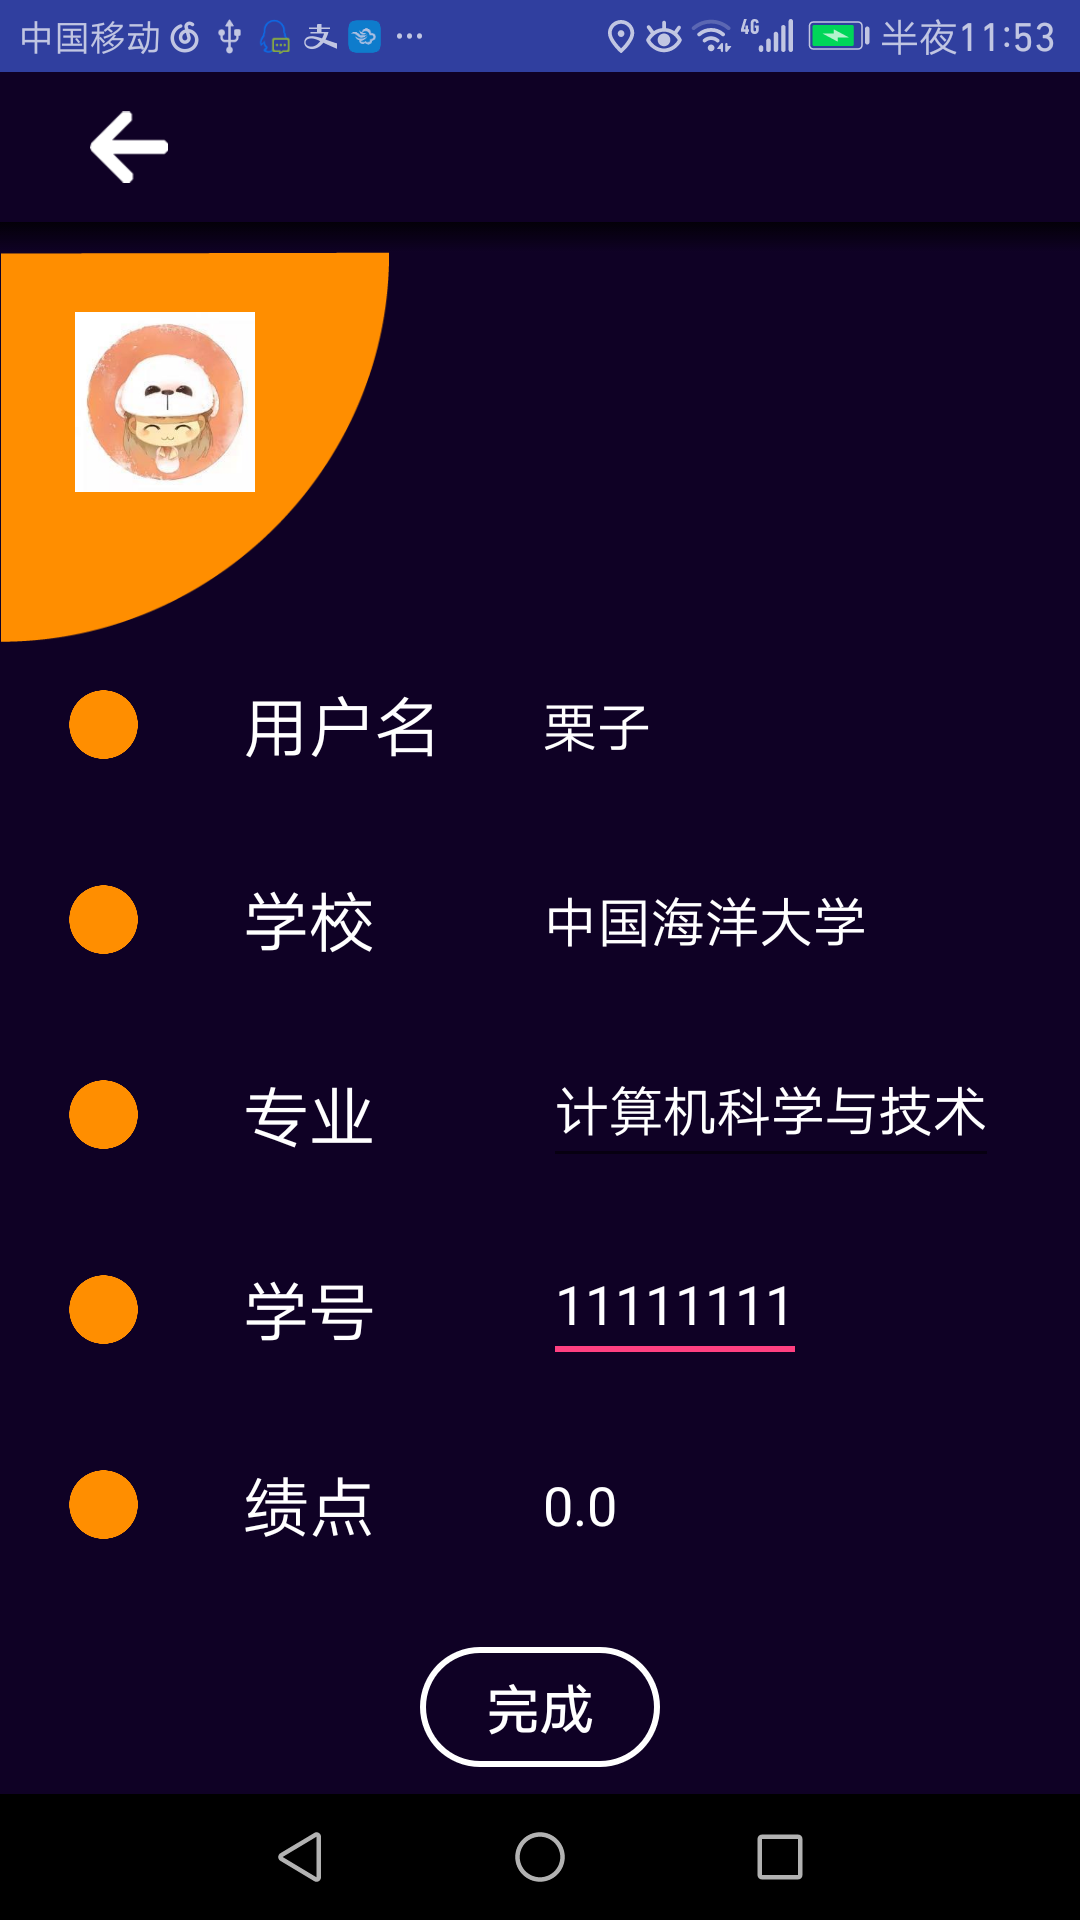 中国移动 4G 半夜11:53
用户名 栗子
学校 中国海洋大学
专业 计算机科学与技术
学号 11111111
绩点 0.0
完成